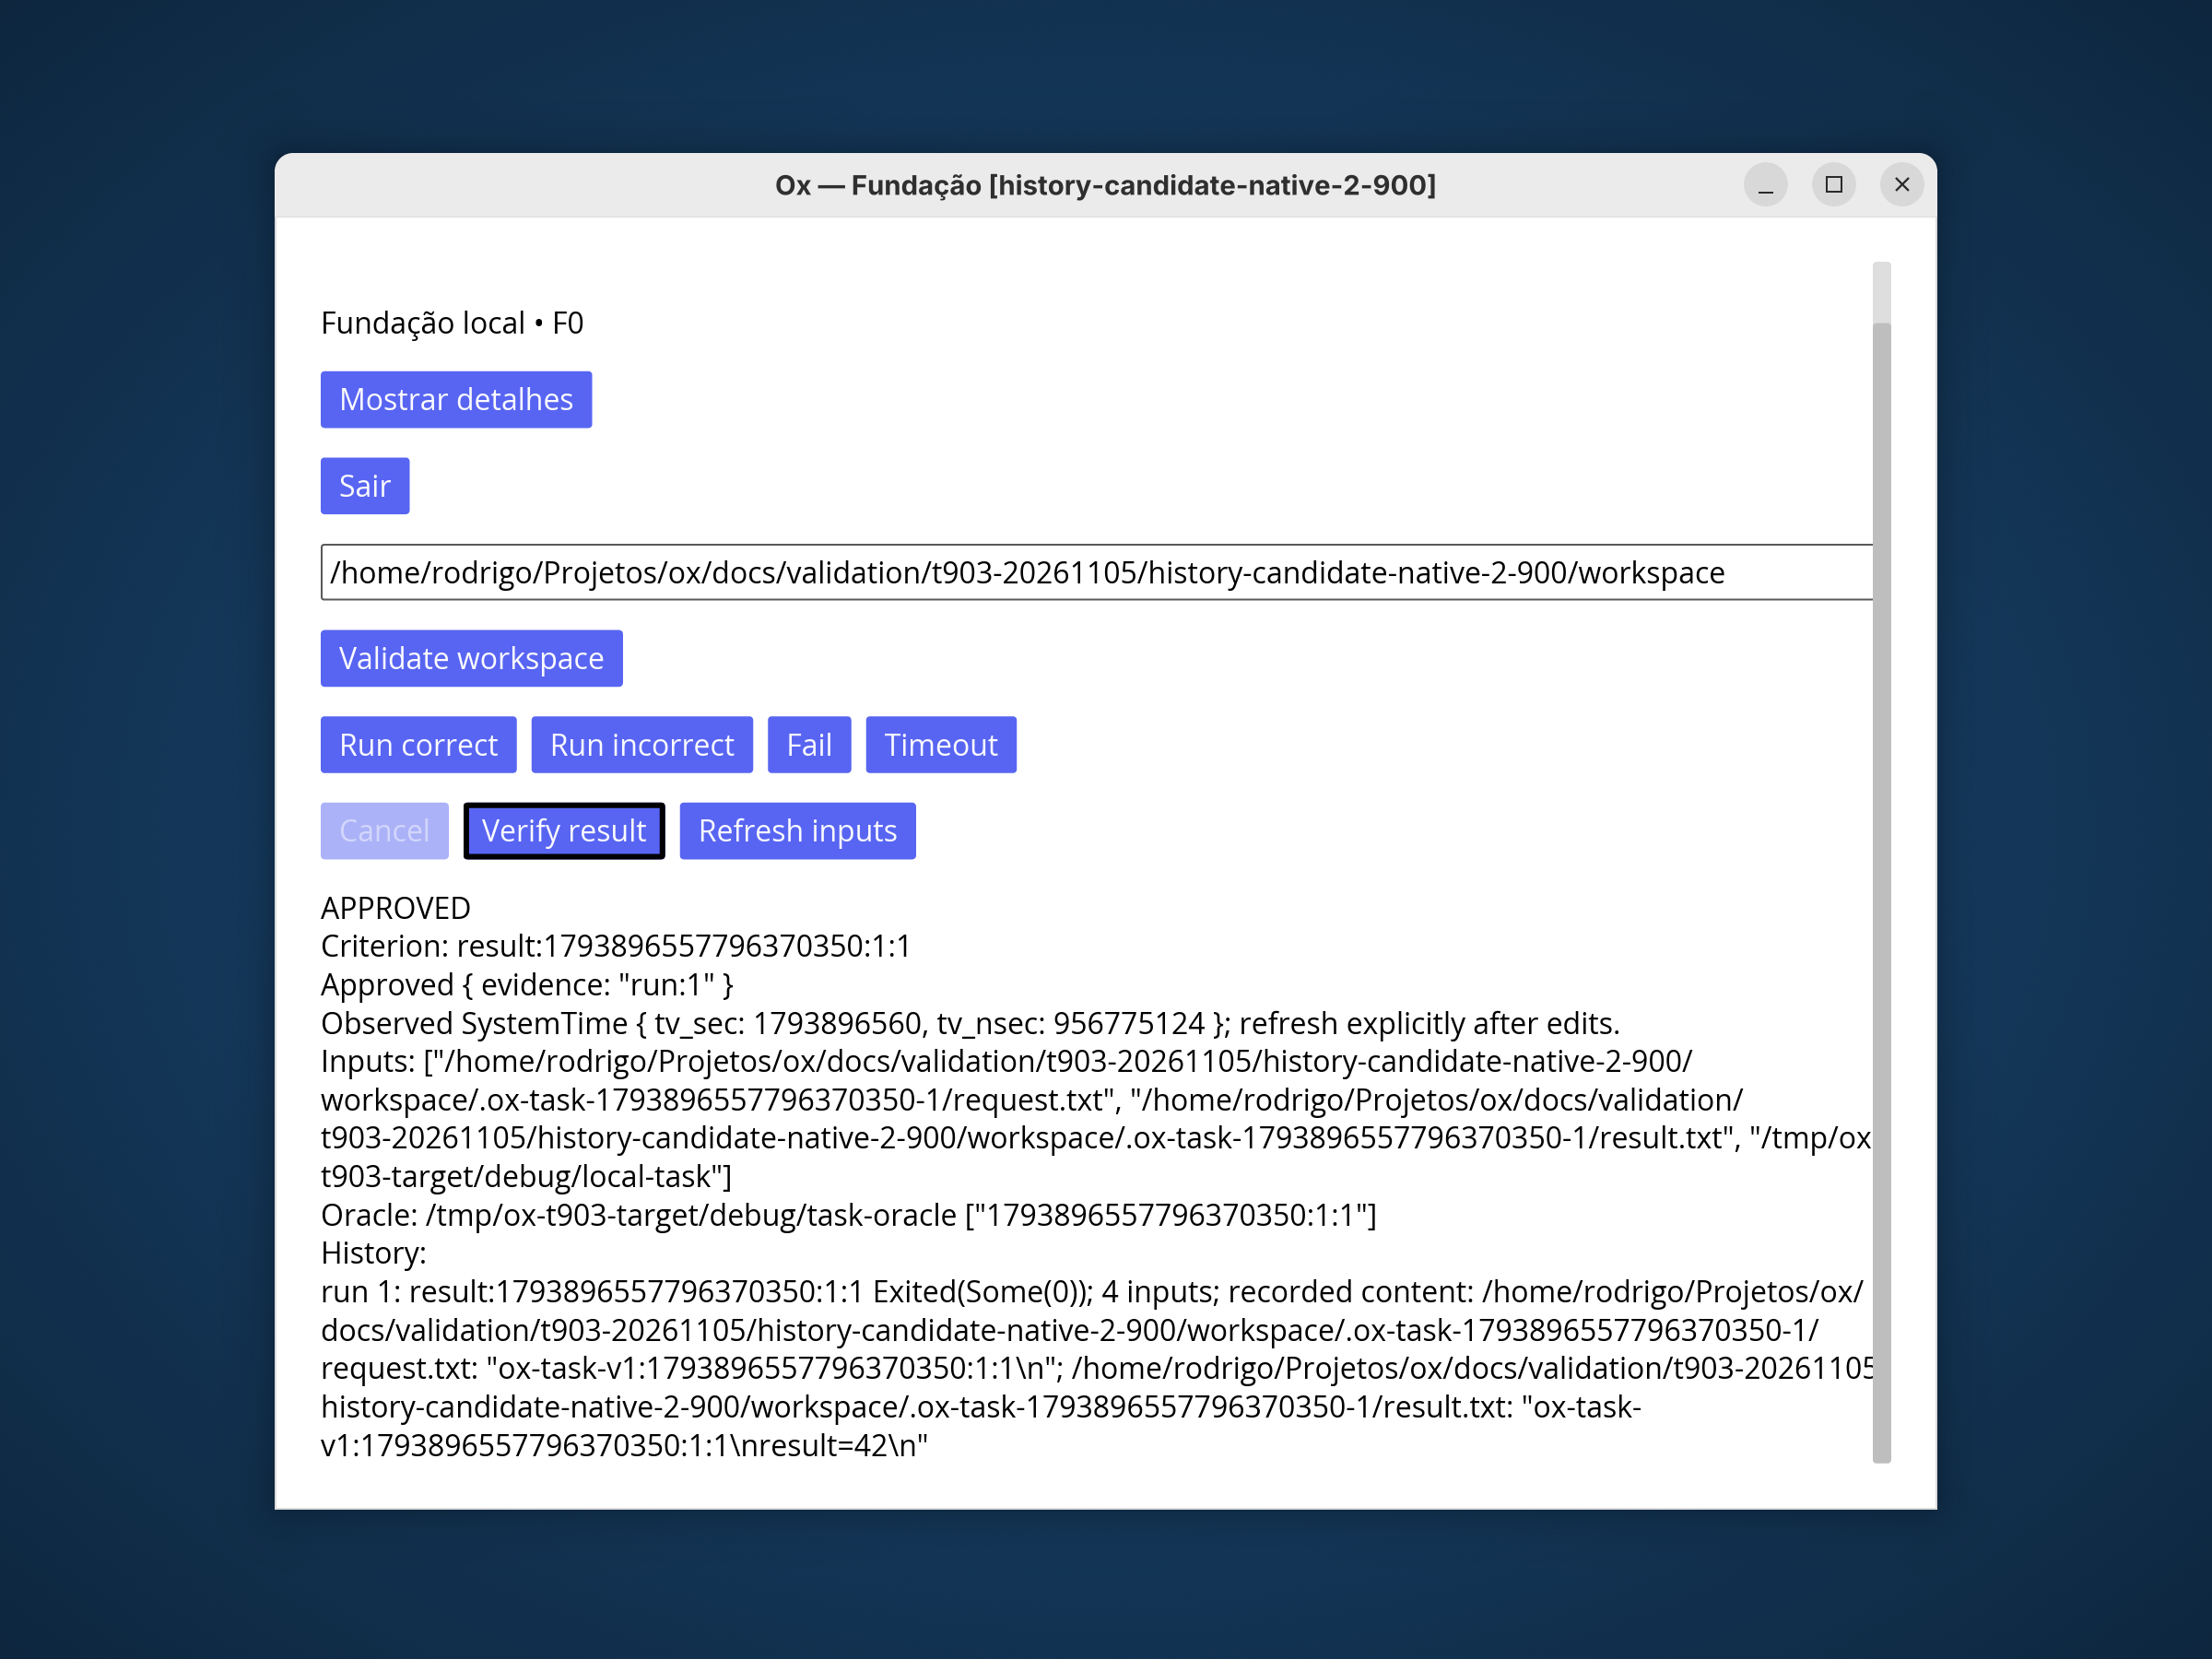 Ox — Fundação [history-candidate-native-2-900]
Fundação local • F0
Mostrar detalhes
Sair
/home/rodrigo/Projetos/ox/docs/validation/t903-20261105/history-candidate-native-2-900/workspace
Validate workspace
Run correct Run incorrect Fail Timeout
Cancel Verify result Refresh inputs
APPROVED
Criterion: result:1793896557796370350:1:1
Approved { evidence: "run:1" }
Observed SystemTime { tv_sec: 1793896560, tv_nsec: 956775124 }; refresh explicitly after edits.
Inputs: ["/home/rodrigo/Projetos/ox/docs/validation/t903-20261105/history-candidate-native-2-900/
workspace/.ox-task-1793896557796370350-1/request.txt", "/home/rodrigo/Projetos/ox/docs/validation/
t903-20261105/history-candidate-native-2-900/workspace/.ox-task-1793896557796370350-1/result.txt", "/tmp/ox
t903-target/debug/local-task"]
Oracle: /tmp/ox-t903-target/debug/task-oracle ["1793896557796370350:1:1"]
History:
run 1: result:1793896557796370350:1:1 Exited(Some(0)); 4 inputs; recorded content: /home/rodrigo/Projetos/ox/
docs/validation/t903-20261105/history-candidate-native-2-900/workspace/.ox-task-1793896557796370350-1/
request.txt: "ox-task-v1:1793896557796370350:1:1\n"; /home/rodrigo/Projetos/ox/docs/validation/t903-20261105
history-candidate-native-2-900/workspace/.ox-task-1793896557796370350-1/result.txt: "ox-task-
v1:1793896557796370350:1:1\nresult=42\n"